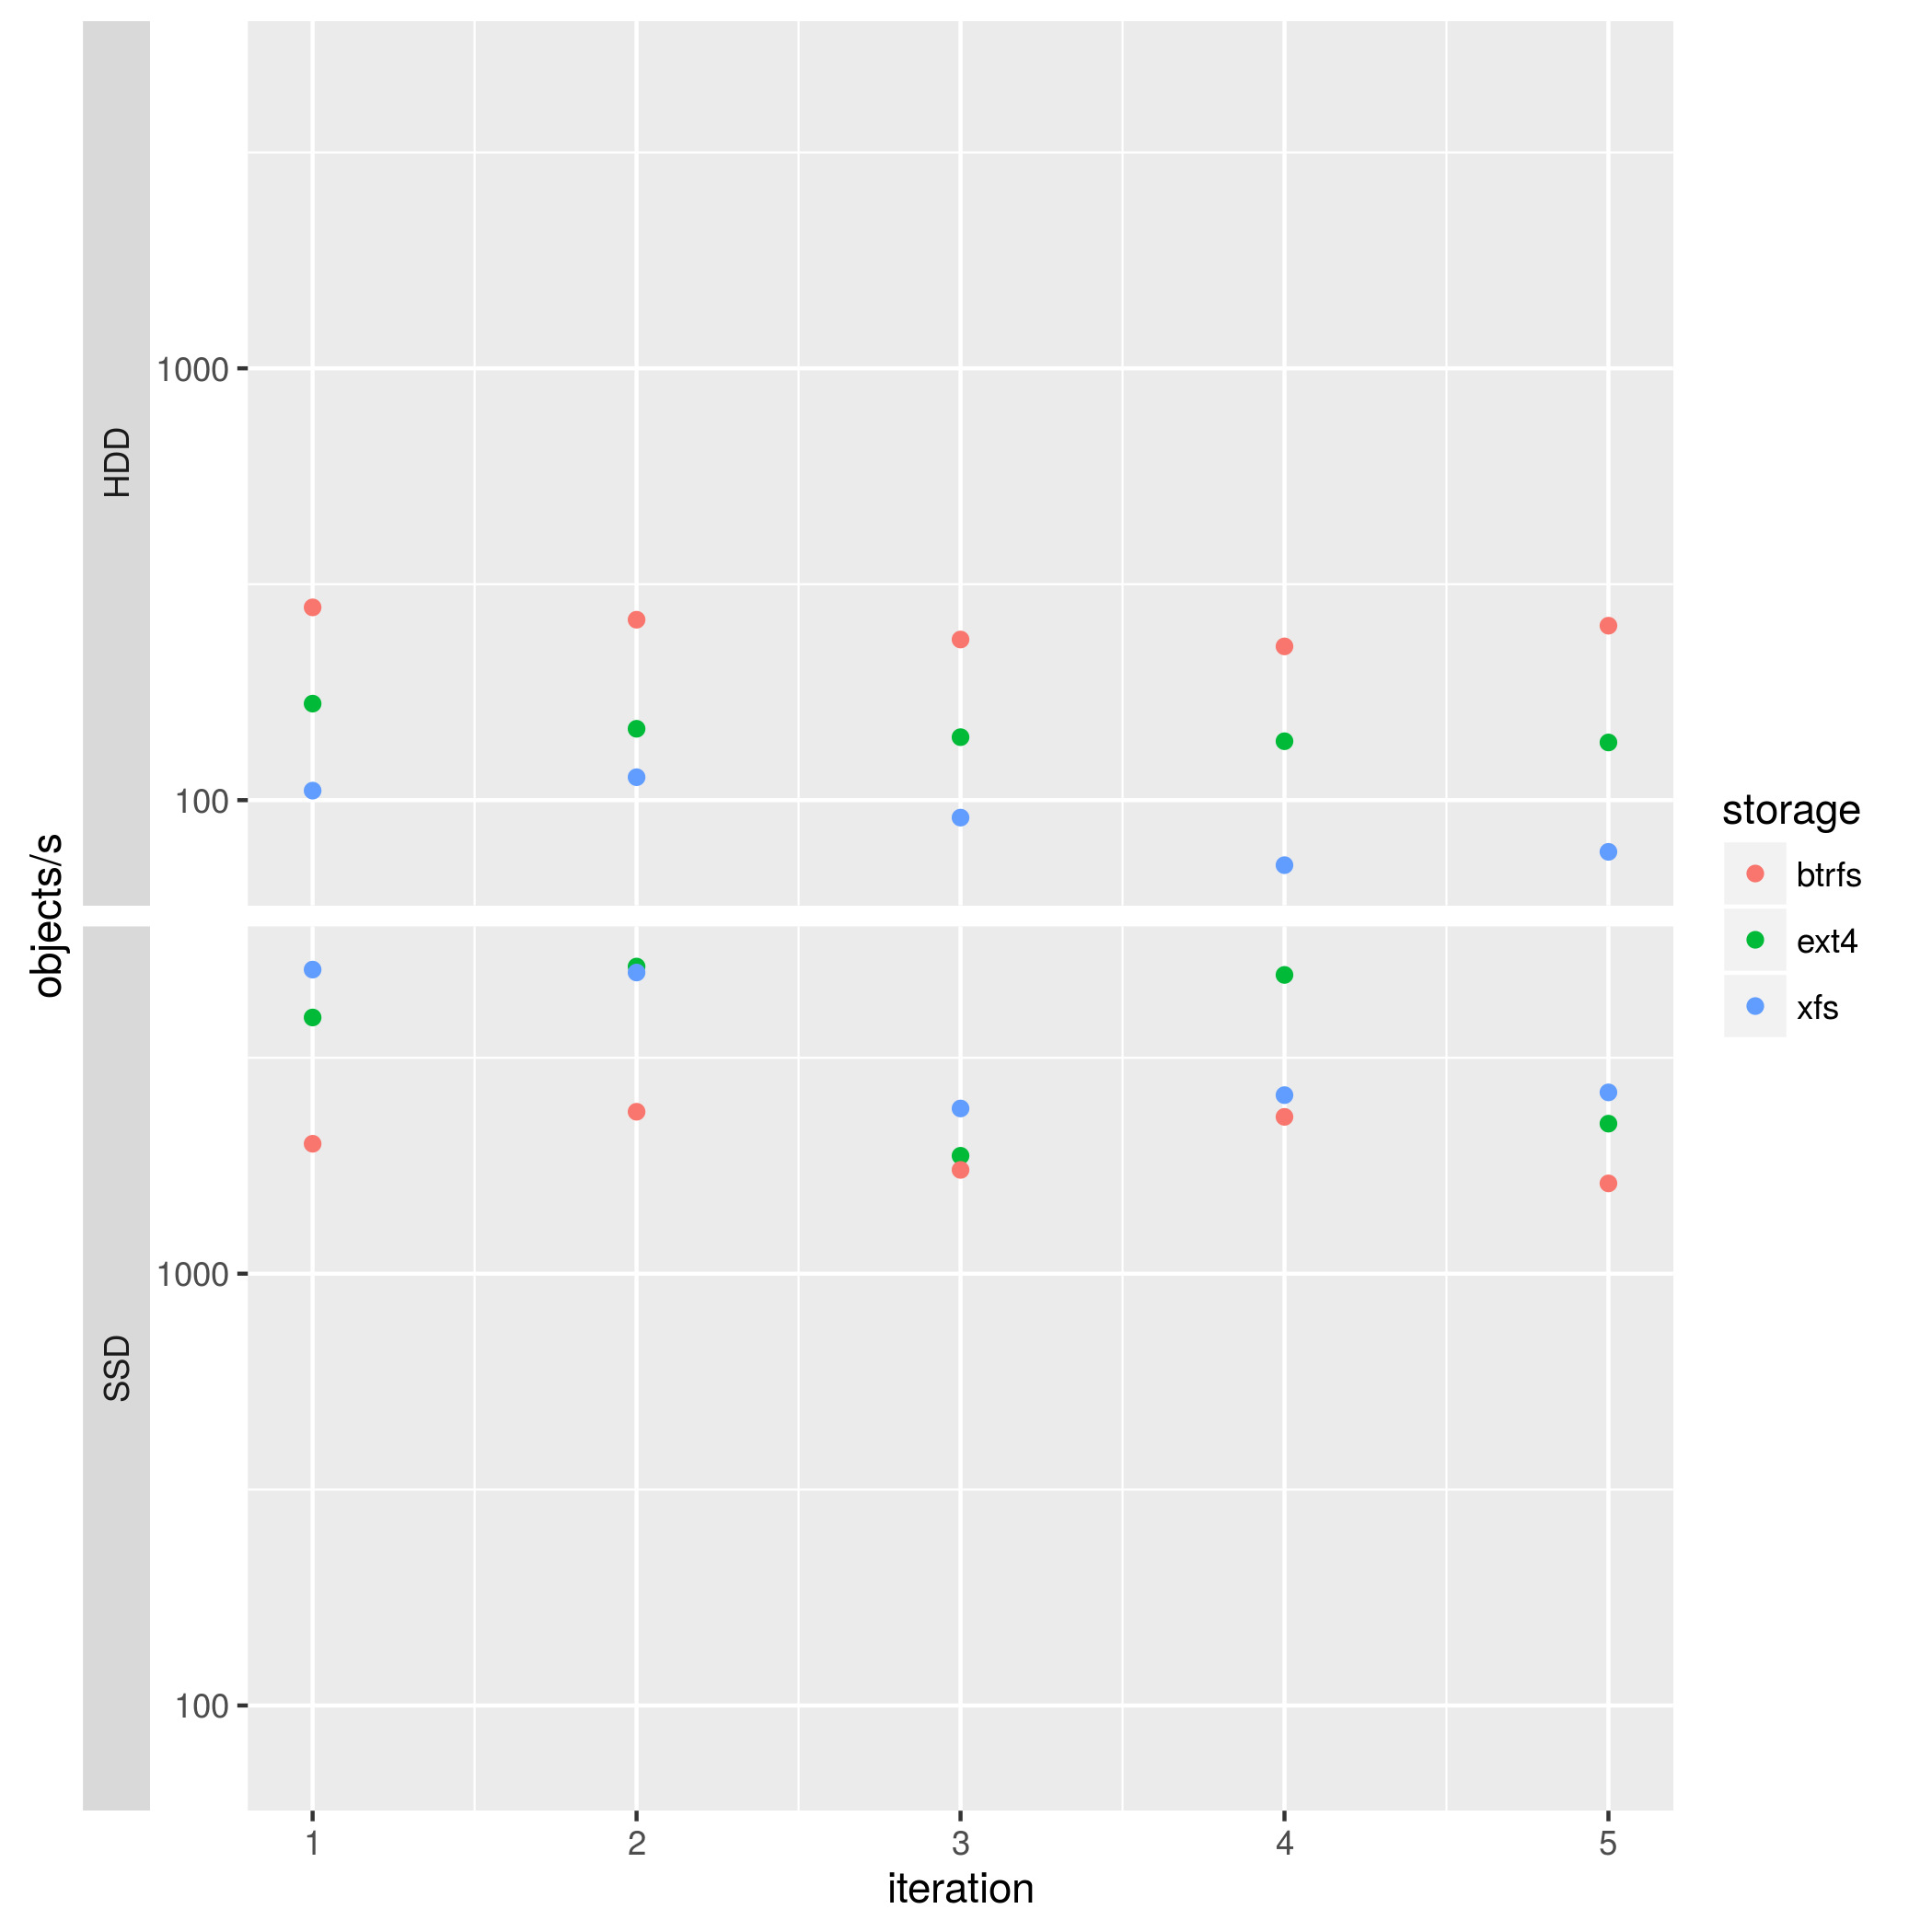 objects/s
HDD
1000
100
SSD
1000
100
1 2 3 4 5
iteration
storage
btrfs
ext4
xfs